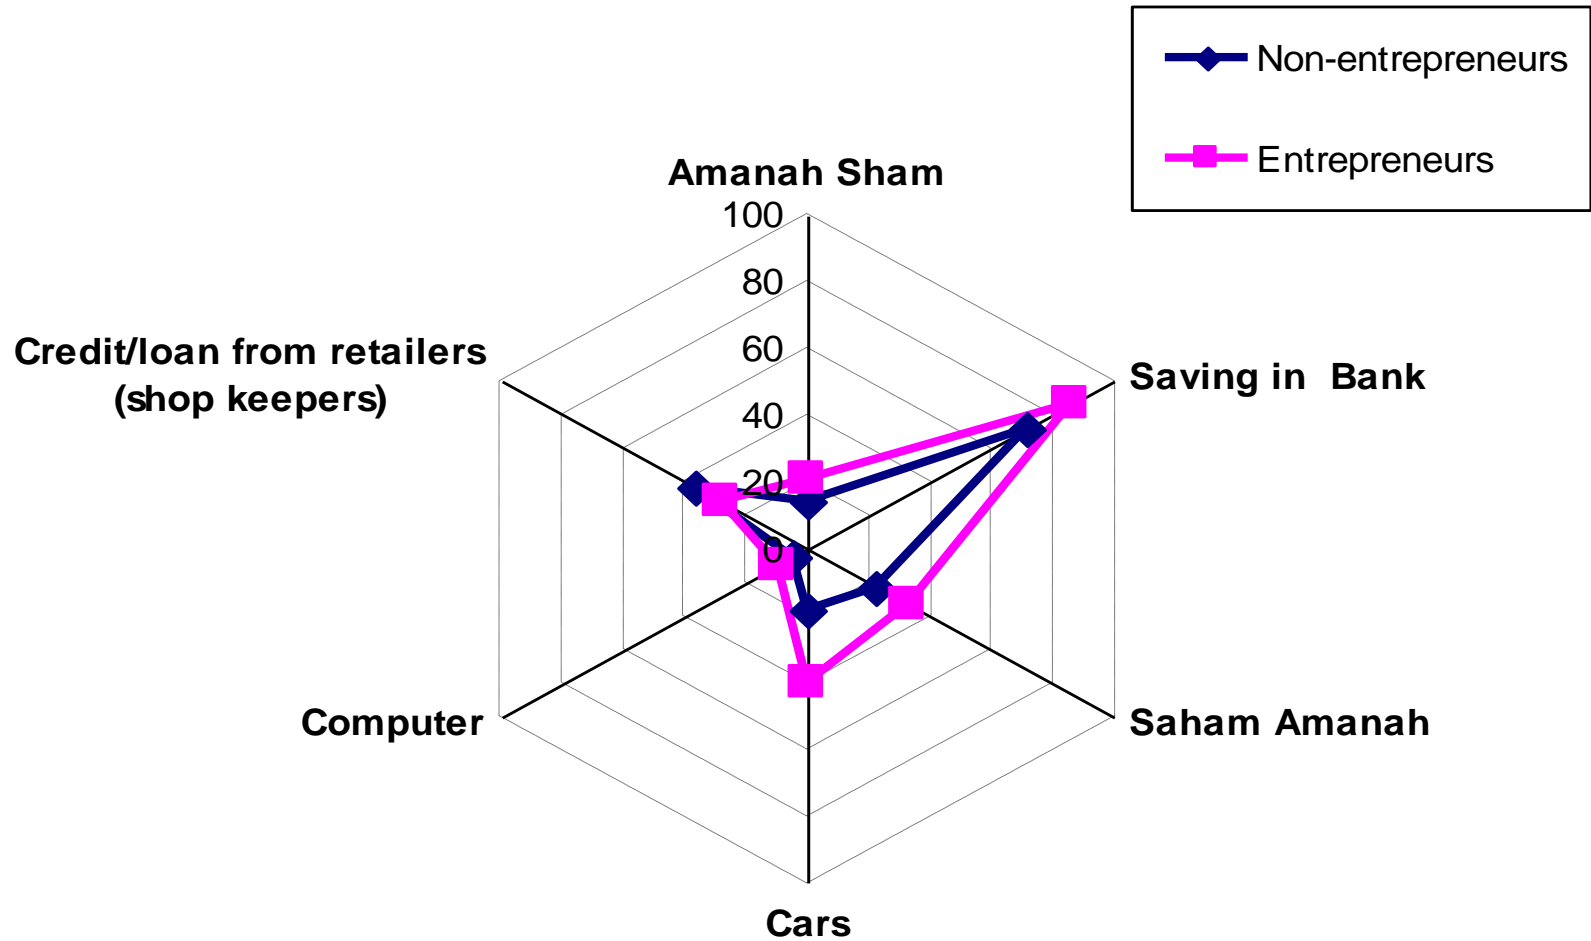 Non-entrepreneurs
Entrepreneurs
Amanah Sham
100
80
60
40
20
0
Credit/loan from retailers
(shop keepers)
Saving in  Bank
Computer
Saham Amanah
Cars